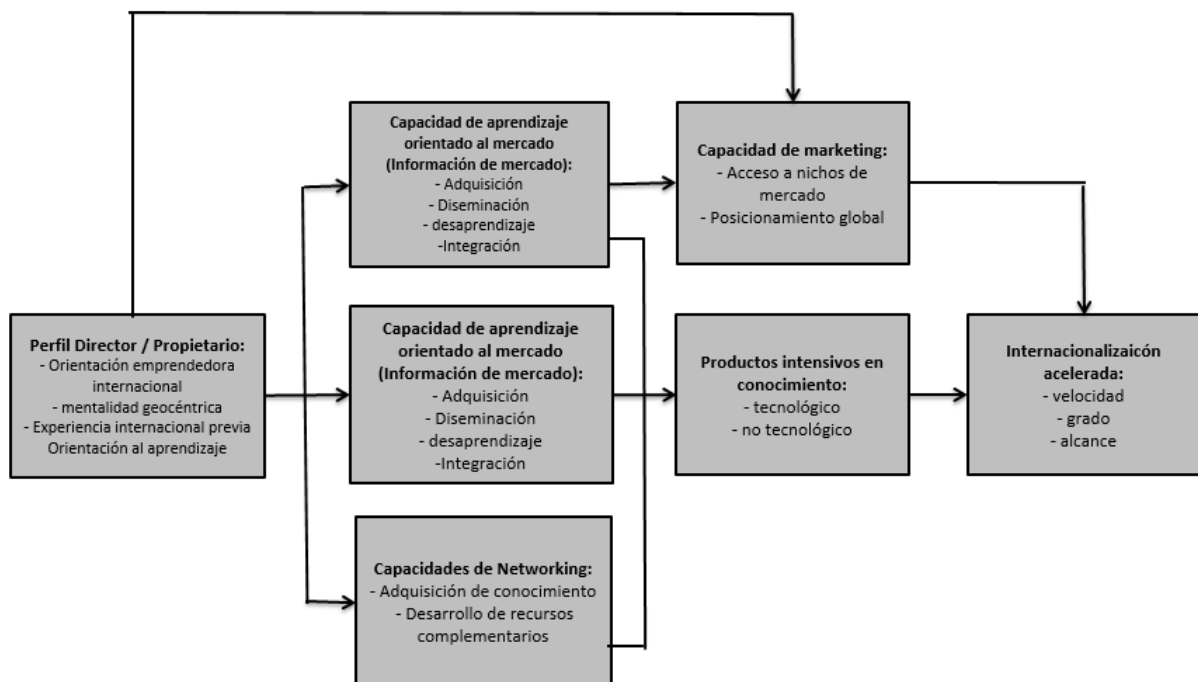 Capacidad de aprendizaje
orientado al mercado
(Información de mercado):
- Adquisición
- Diseminación
- desaprendizaje
-Integración
Capacidad de marketing:
- Acceso a nichos de
mercado
- Posicionamiento global
Perfil Director / Propietario:
- Orientación emprendedora
internacional
- mentalidad geocéntrica
- Experiencia internacional previa
Orientación al aprendizaje
Capacidad de aprendizaje
orientado al mercado
(Información de mercado):
- Adquisición
- Diseminación
- desaprendizaje
-Integración
Productos intensivos en
conocimiento:
- tecnológico
- no tecnológico
Internacionalizaicón
acelerada:
- velocidad
- grado
- alcance
Capacidades de Networking:
- Adquisición de conocimiento
- Desarrollo de recursos
complementarios